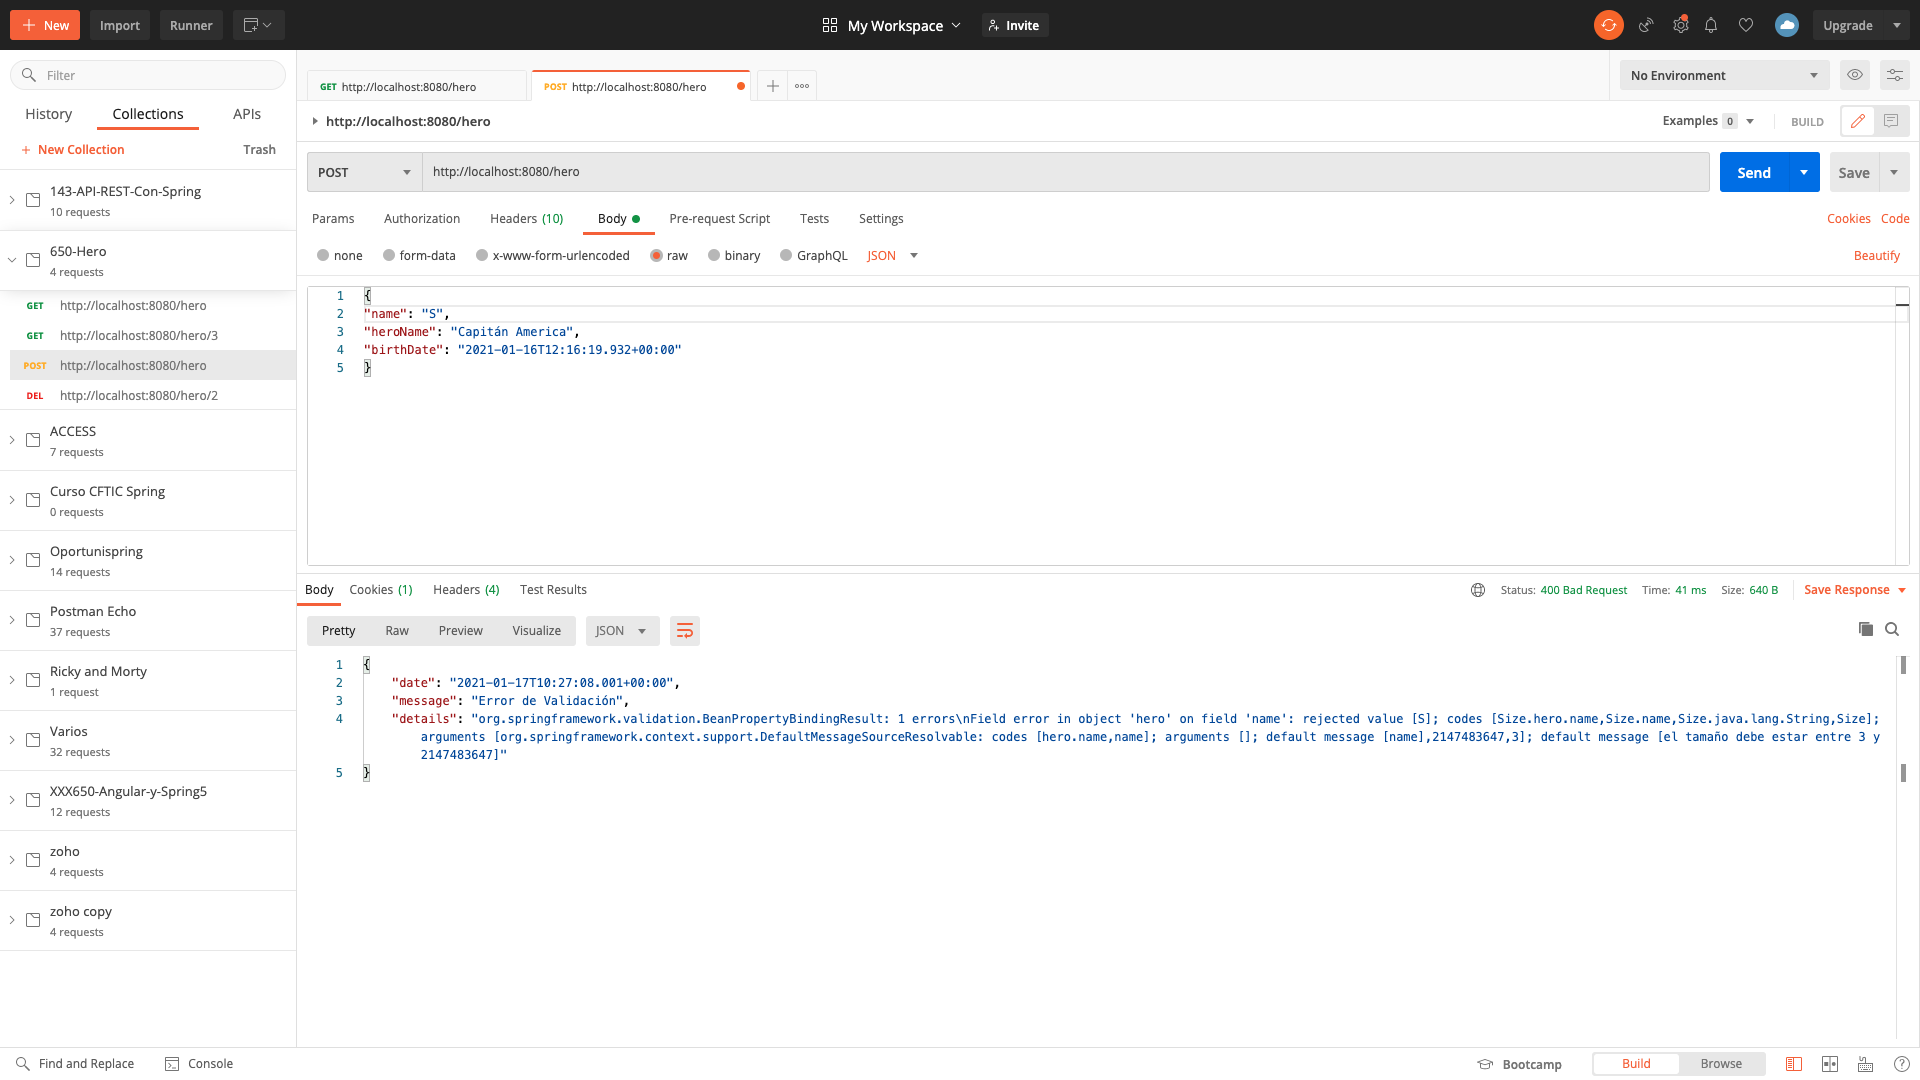 New
Import
Runner
My Workspace
Invite
Upgrade
Filter
History
Collections
APIs
New Collection
Trash
143-API-REST-Con-Spring
10 requests
650-Hero
4 requests
GET http://localhost:8080/hero
GET http://localhost:8080/hero/3
POST http://localhost:8080/hero
DEL http://localhost:8080/hero/2
ACCESS
7 requests
Curso CFTIC Spring
0 requests
Oportunispring
14 requests
Postman Echo
37 requests
Ricky and Morty
1 request
Varios
32 requests
XXX650-Angular-y-Spring5
12 requests
zoho
4 requests
zoho copy
4 requests
GET http://localhost:8080/hero
POST http://localhost:8080/hero
No Environment
http://localhost:8080/hero
Examples 0
BUILD
POST
http://localhost:8080/hero
Send
Save
Params
Authorization
Headers (10)
Body
Pre-request Script
Tests
Settings
Cookies
Code
none
form-data
x-www-form-urlencoded
raw
binary
GraphQL
JSON
Beautify
1 {
2 "name": "S",
3 "heroName": "Capitán America",
4 "birthDate": "2021-01-16T12:16:19.932+00:00"
5 }
Body
Cookies (1)
Headers (4)
Test Results
Status: 400 Bad Request
Time: 41 ms
Size: 640 B
Save Response
Pretty
Raw
Preview
Visualize
JSON
1 {
2 "date": "2021-01-17T10:27:08.001+00:00",
3 "message": "Error de Validación",
4 "details": "org.springframework.validation.BeanPropertyBindingResult: 1 errors\nField error in object 'hero' on field 'name': rejected value [S]; codes [Size.hero.name,Size.name,Size.java.lang.String,Size];
arguments [org.springframework.context.support.DefaultMessageSourceResolvable: codes [hero.name,name]; arguments []; default message [name],2147483647,3]; default message [el tamaño debe estar entre 3 y
2147483647]"
5 }
Find and Replace
Console
Bootcamp
Build
Browse